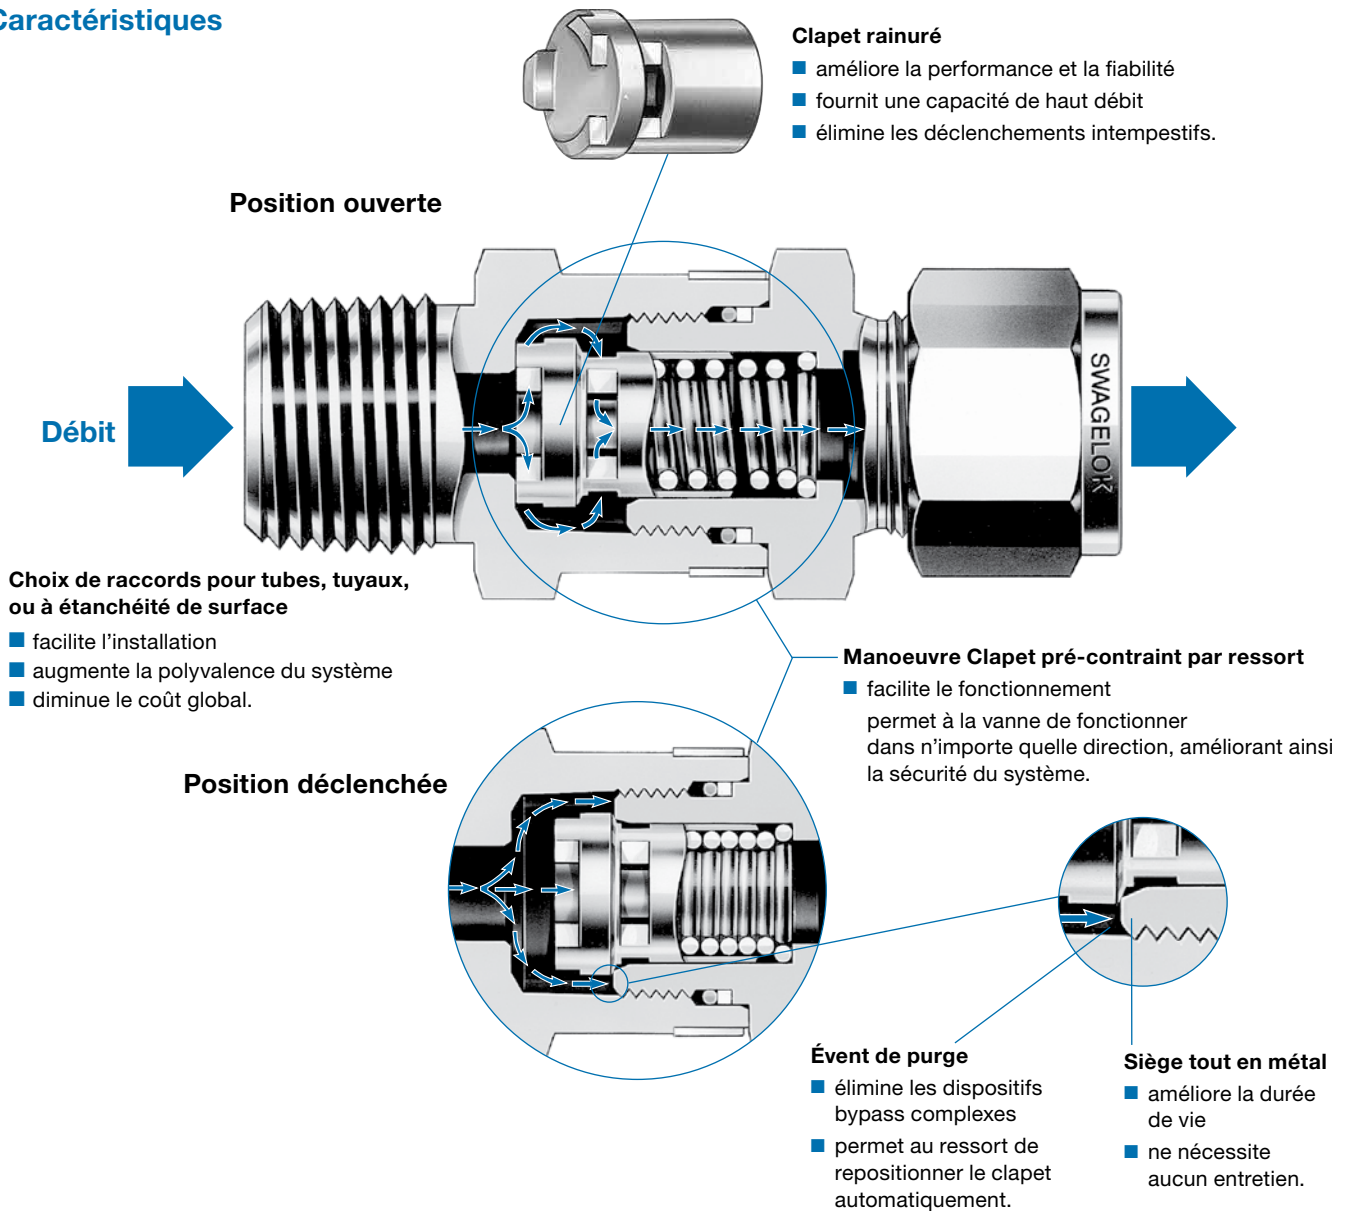 Caractéristiques
Clapet rainuré
améliore la performance et la fiabilité
fournit une capacité de haut débit
élimine les déclenchements intempestifs.
Position ouverte
Débit
SWAGELOK
Choix de raccords pour tubes, tuyaux,
ou à étanchéité de surface
facilite l'installation
augmente la polyvalence du système
diminue le coût global.
Manoeuvre Clapet pré-contraint par ressort
facilite le fonctionnement
permet à la vanne de fonctionner
dans n'importe quelle direction, améliorant ainsi
la sécurité du système.
Position déclenchée
Évent de purge
élimine les dispositifs
bypass complexes
permet au ressort de
repositionner le clapet
automatiquement.
Siège tout en métal
améliore la durée
de vie
ne nécessite
aucun entretien.